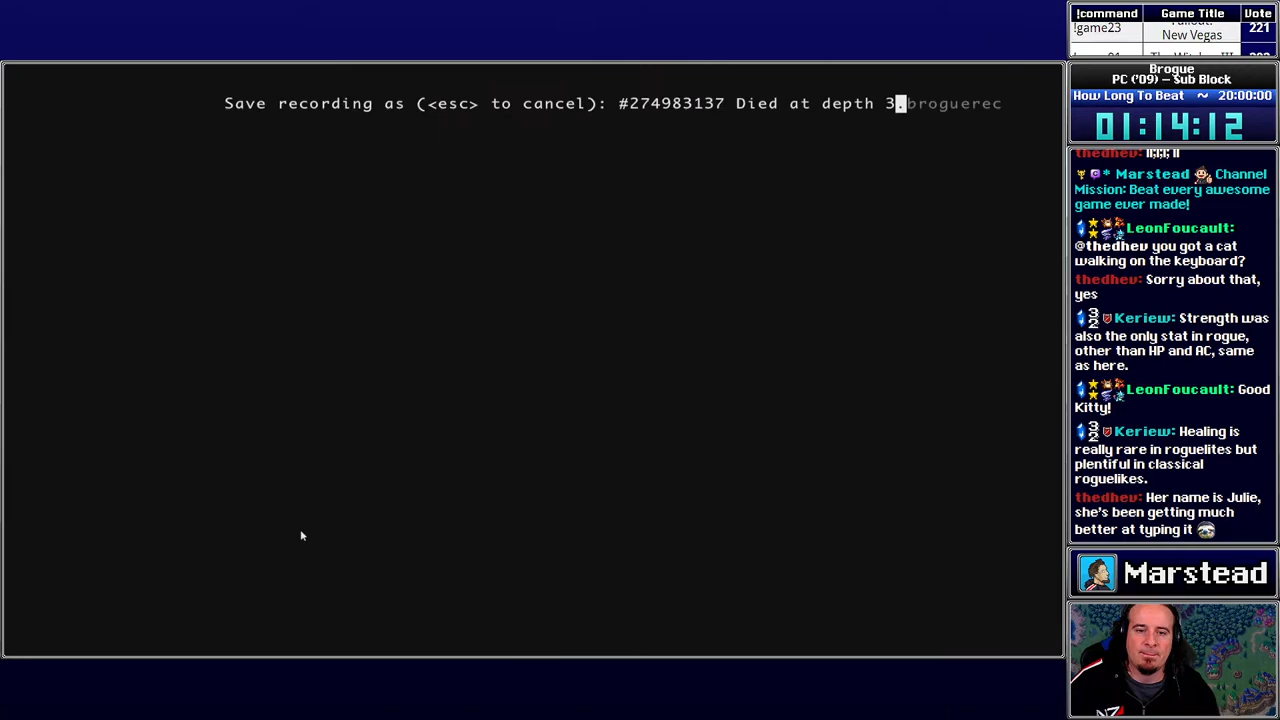 !command Game Title Vote
!game23 Fallout: New Vegas 221
Brogue
PC ('09) – Sub Block
How Long To Beat ~ 20:00:00
01:14:12
Save recording as (<esc> to cancel): #274983137 Died at depth 3.broguerec
thedhev:
* Marstead Channel
Mission: Beat every awesome
game ever made!
LeonFoucault:
@thedhev you got a cat
walking on the keyboard?
thedhev: Sorry about that,
yes
Keriew: Strength was
also the only stat in rogue,
other than HP and AC, same
as here.
LeonFoucault: Good
Kitty!
Keriew: Healing is
really rare in roguelites but
plentiful in classical
roguelikes.
thedhev: Her name is Julie,
she's been getting much
better at typing it
Marstead